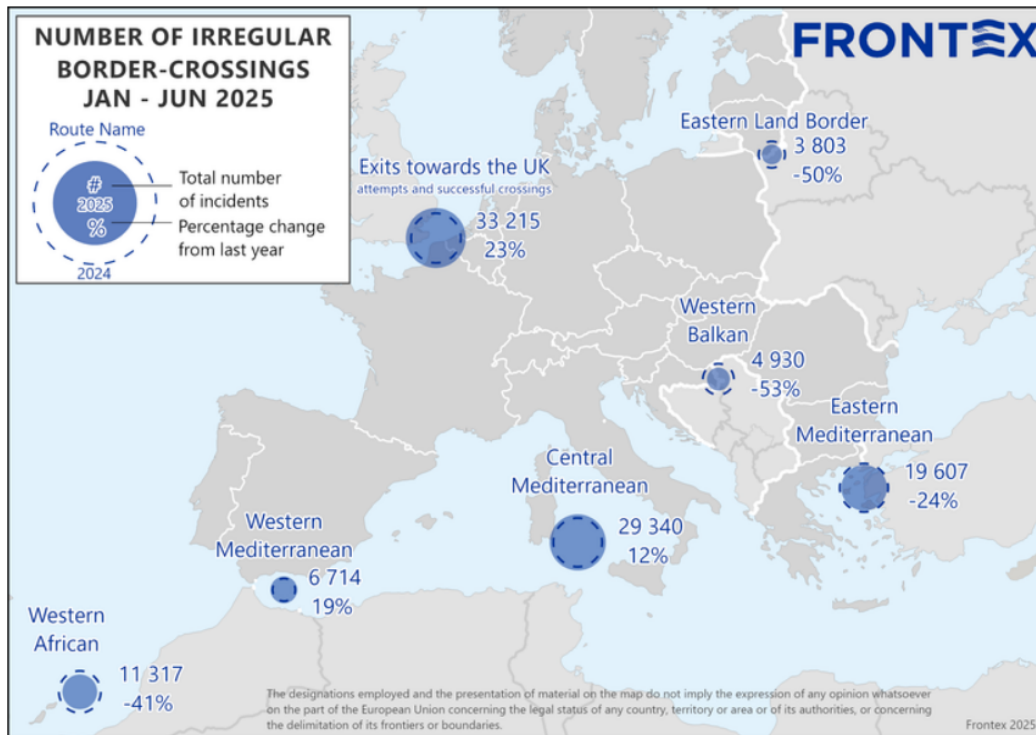 NUMBER OF IRREGULAR
BORDER-CROSSINGS
JAN - JUN 2025
Route Name
#
2025
%
2024
Total number
of incidents
Percentage change
from last year
FRONTEX
Eastern Land Border
3 803
-50%
Exits towards the UK
attempts and successful crossings
33 215
23%
Western
Balkan
4 930
-53%
Eastern
Mediterranean
19 607
-24%
Central
Mediterranean
29 340
12%
Western
Mediterranean
6 714
19%
Western
African
11 317
-41%
The designations employed and the presentation of material on the map do not imply the expression of any opinion whatsoever
on the part of the European Union concerning the legal status of any country, territory or area or of its authorities, or concerning
the delimitation of its frontiers or boundaries.
Frontex 2025